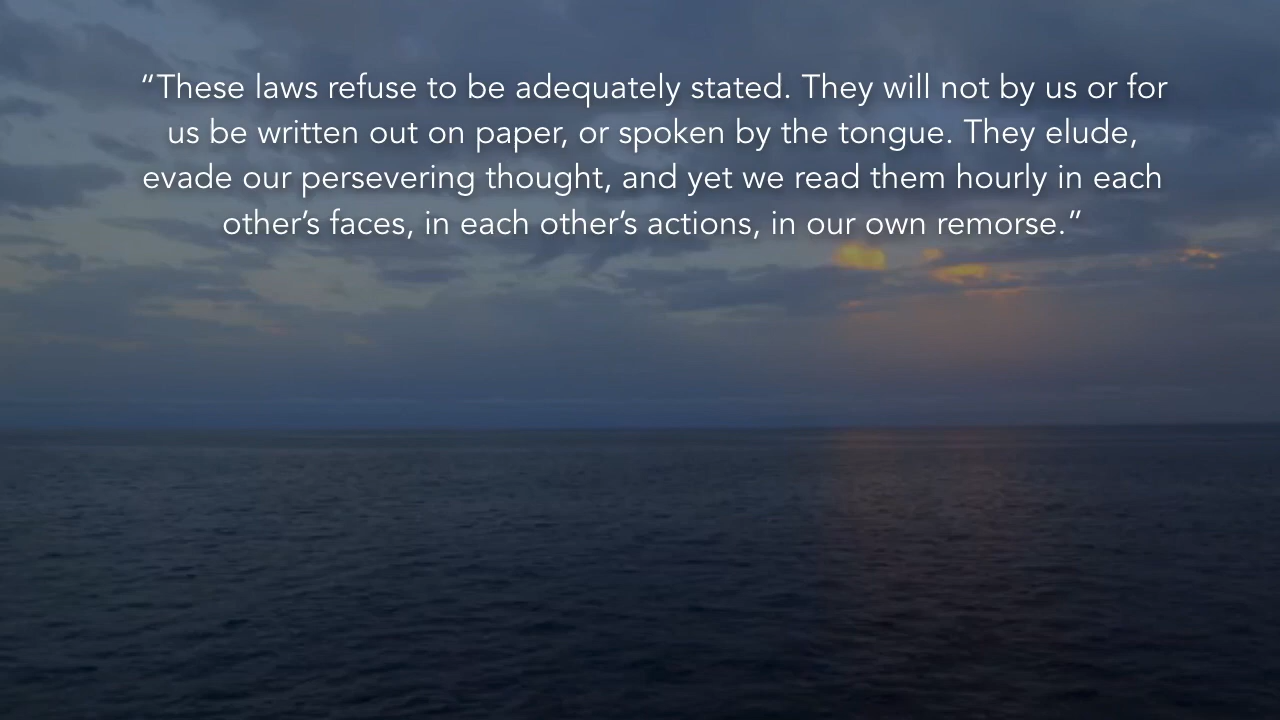 “These laws refuse to be adequately stated. They will not by us or for
us be written out on paper, or spoken by the tongue. They elude,
evade our persevering thought, and yet we read them hourly in each
other’s faces, in each other’s actions, in our own remorse.”